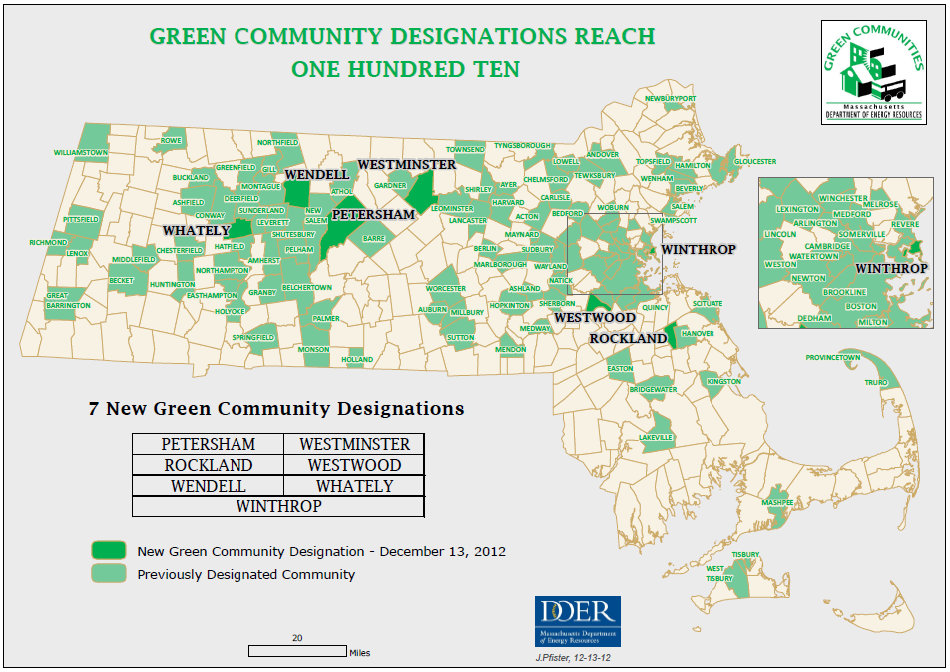 GREEN COMMUNITY DESIGNATIONS REACH
ONE HUNDRED TEN
GREEN COMMUNITIES
Massachusetts
DEPARTMENT OF ENERGY RESOURCES
NEWBURYPORT
WILLIAMSTOWN
ROWE
NORTHFIELD
TOWNSEND
TYNGSBOROUGH
LOWELL
ANDOVER
TOPSFIELD
HAMILTON
GLOUCESTER
BUCKLAND
GREENFIELD
GILL
WENDELL
WESTMINSTER
MONTAGUE
ATHOL
GARDNER
SHIRLEY
AYER
CHELMSFORD
TEWKSBURY
WENHAM
BEVERLY
ASHFIELD
DEERFIELD
HARVARD
CARLISLE
CONWAY
SUNDERLAND
NEW
SALEM
PETERSHAM
LEOMINSTER
LANCASTER
ACTON
BEDFORD
WOBURN
SALEM
SWAMPSCOTT
PITTSFIELD
LEVERETT
WHATELY
SHUTESBURY
BARRE
MAYNARD
RICHMOND
LENOX
CHESTERFIELD
HATFIELD
PELHAM
BERLIN
SUDBURY
WINTHROP
MIDDLEFIELD
AMHERST
MARLBOROUGH
WAYLAND
NORTHAMPTON
BECKET
HUNTINGTON
GRANBY
BELCHERTOWN
WORCESTER
ASHLAND
NATICK
GREAT
BARRINGTON
EASTHAMPTON
HOLYOKE
AUBURN
MILLBURY
HOPKINTON
SHERBORN
QUINCY
SCITUATE
PALMER
WESTWOOD
MEDWAY
SPRINGFIELD
SUTTON
ROCKLAND
HANOVER
MONSON
HOLLAND
MENDON
EASTON
BRIDGEWATER
KINGSTON
LAKEVILLE
PROVINCETOWN
TRURO
MASHPEE
TISBURY
WEST
TISBURY
WINCHESTER
MELROSE
LEXINGTON
MEDFORD
ARLINGTON
REVERE
LINCOLN
SOMERVILLE
CAMBRIDGE
WATERTOWN
WESTON
WINTHROP
NEWTON
BROOKLINE
BOSTON
DEDHAM
MILTON
7 New Green Community Designations
PETERSHAM WESTMINSTER
ROCKLAND WESTWOOD
WENDELL WHATELY
WINTHROP
New Green Community Designation - December 13, 2012
Previously Designated Community
20
Miles
DOER
Massachusetts Department
of Energy Resources
J.Pfister, 12-13-12